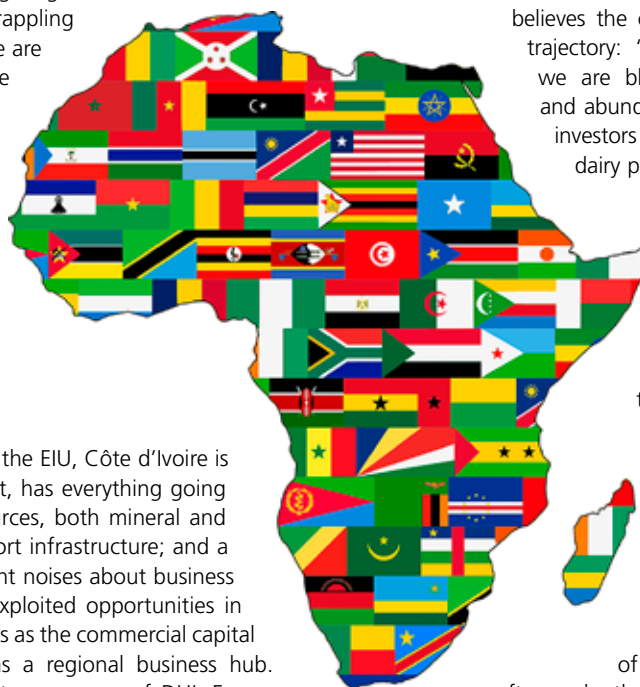 rappling
e are
e
the EIU, Côte d’Ivoire is
t, has everything going
rces, both mineral and
ort infrastructure; and a
nt noises about business
xploited opportunities in
s as the commercial capital
as a regional business hub.
believes the
trajectory:
we are bl
and abund
investors
dairy p
of